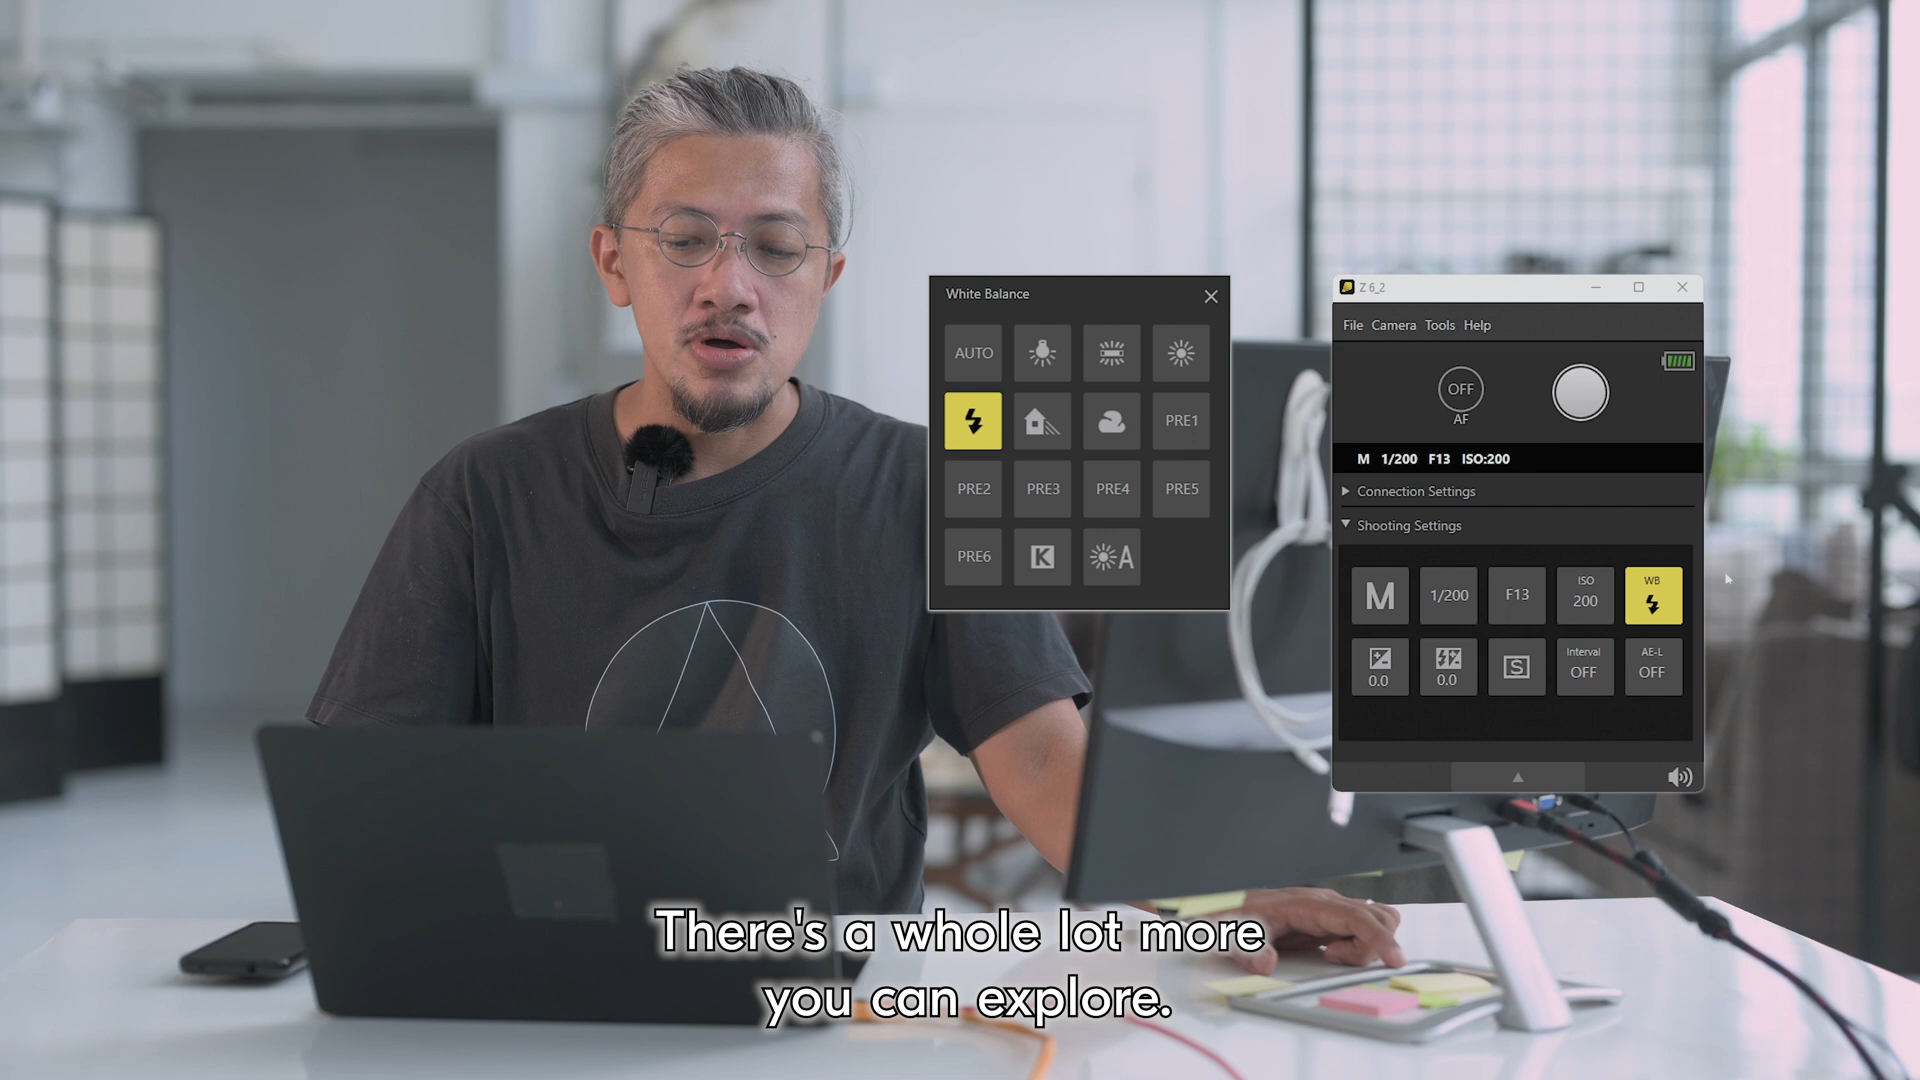 White Balance
AUTO
PRE1
PRE2 PRE3 PRE4 PRE5
PRE6 K A
Z 6_2
File Camera Tools Help
OFF
AF
M 1/200 F13 ISO:200
Connection Settings
Shooting Settings
M 1/200 F13 ISO 200 WB
0.0 0.0 S Interval OFF AE-L OFF
There's a whole lot more
you can explore.